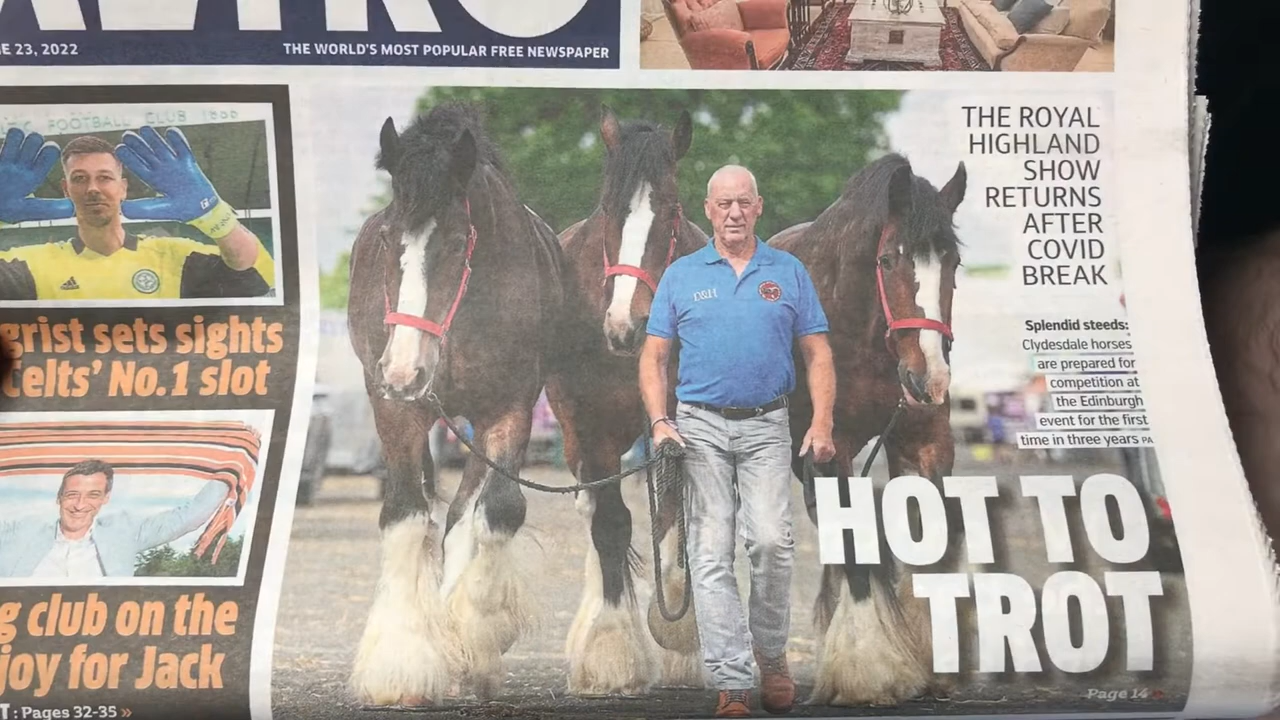 E 23, 2022
THE WORLD'S MOST POPULAR FREE NEWSPAPER
FOOTBALL CLUB 1888
grist sets sights
Celts' No.1 slot
g club on the
joy for Jack
T: Pages 32-35 »
D&H
THE ROYAL
HIGHLAND
SHOW
RETURNS
AFTER
COVID
BREAK
Splendid steeds:
Clydesdale horses
are prepared for
competition at
the Edinburgh
event for the first
time in three years PA
HOT TO
TROT
Page 14 »